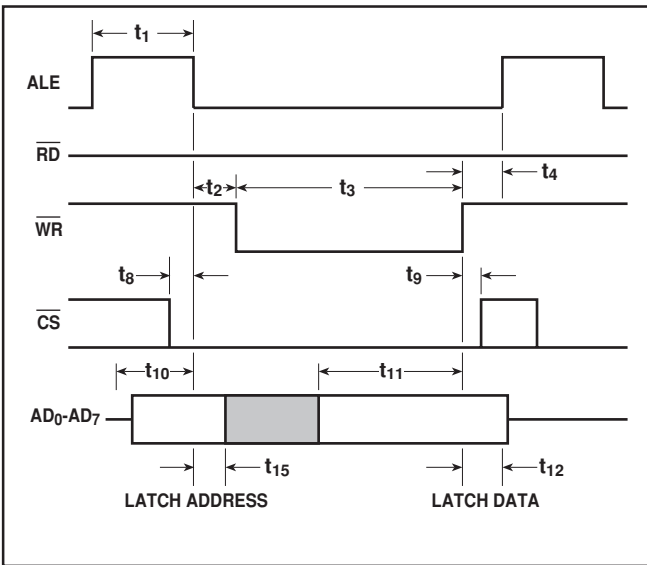 t1
ALE
RD
t2 t3 t4
WR
t8 t9
CS
t10 t11
AD0-AD7
t15 t12
LATCH ADDRESS LATCH DATA